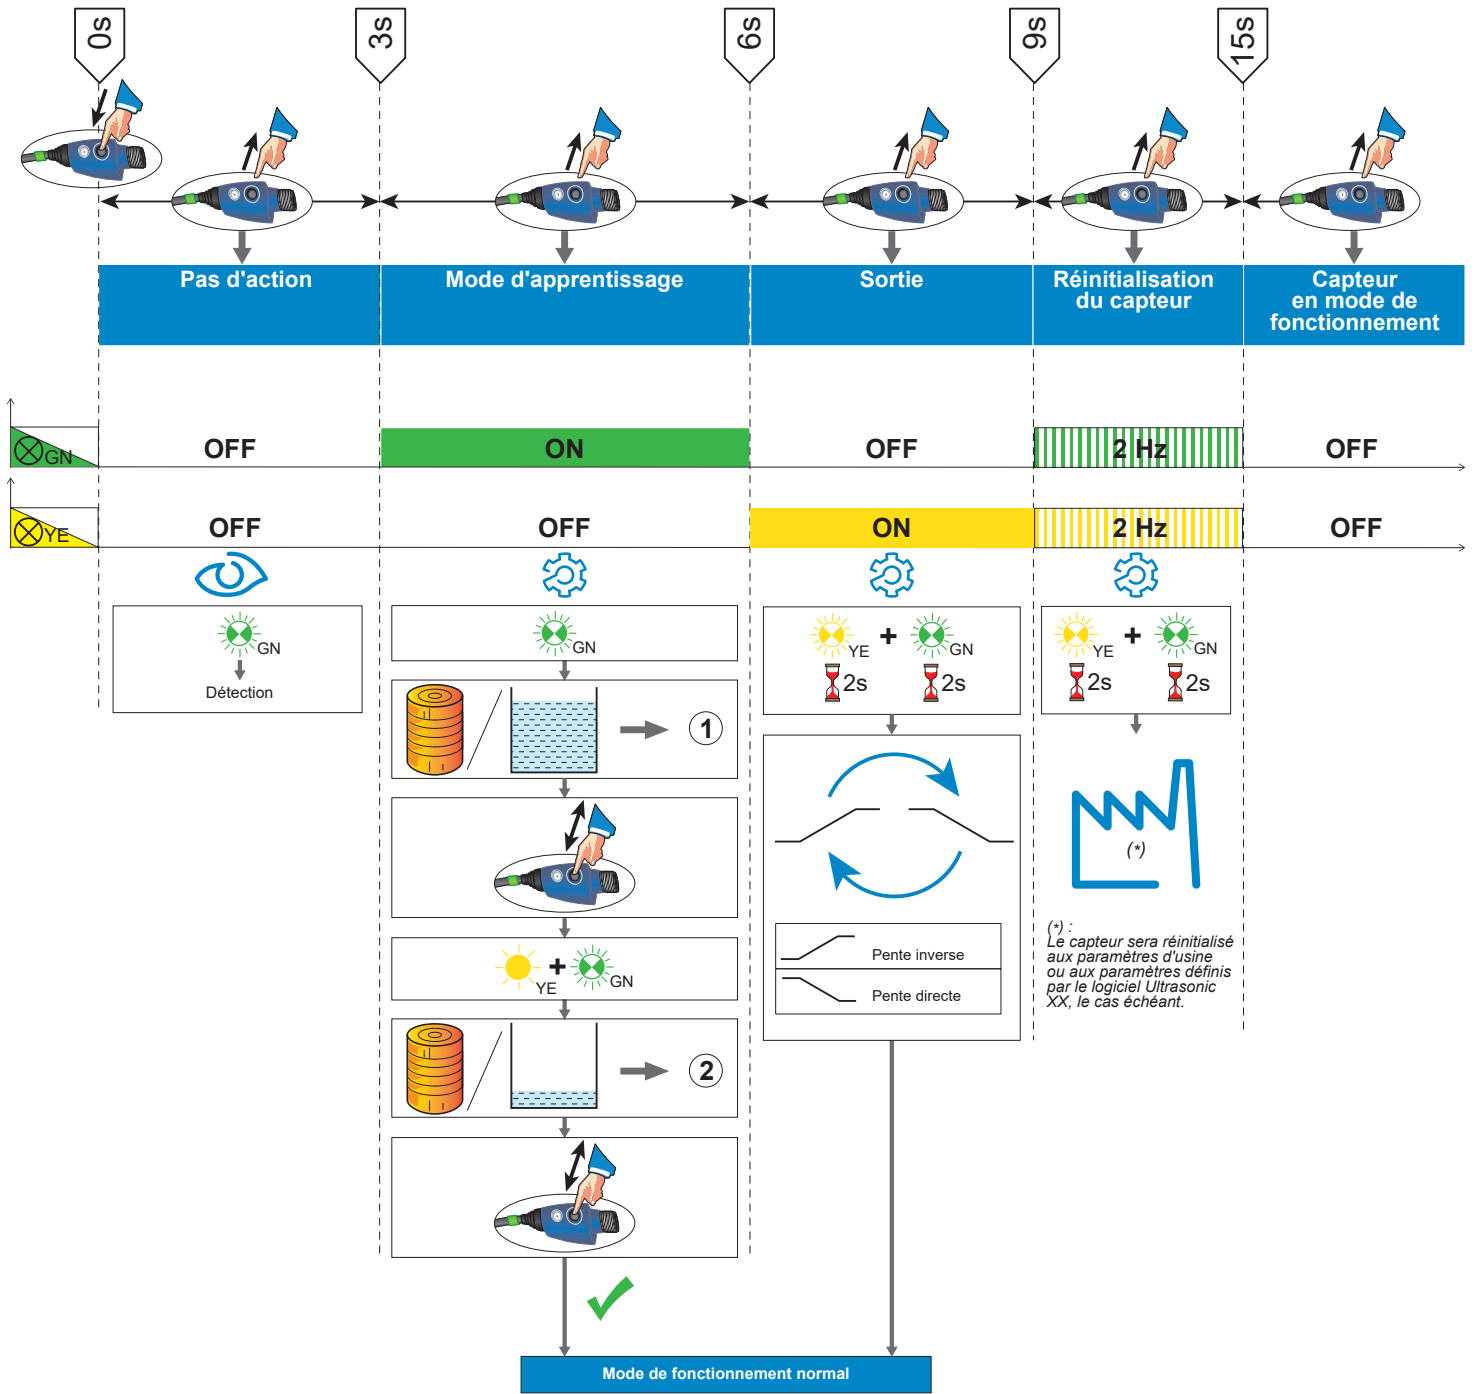 0s
3s
6s
9s
15s
Pas d'action
Mode d'apprentissage
Sortie
Réinitialisation
du capteur
Capteur
en mode de
fonctionnement
GN
OFF
ON
OFF
2 Hz
OFF
YE
OFF
OFF
ON
2 Hz
OFF
GN
Détection
GN
1
YE + GN
2
YE + GN
2s 2s
Pente inverse
Pente directe
YE + GN
2s 2s
(*)
(*) :
Le capteur sera réinitialisé
aux paramètres d'usine
ou aux paramètres définis
par le logiciel Ultrasonic
XX, le cas échéant.
Mode de fonctionnement normal